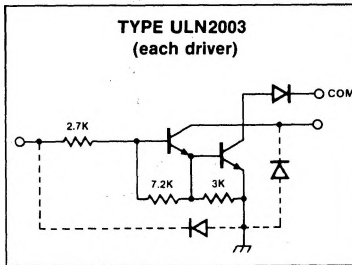 TYPE ULN2003
(each driver)
COM
2.7K
7.2K
3K